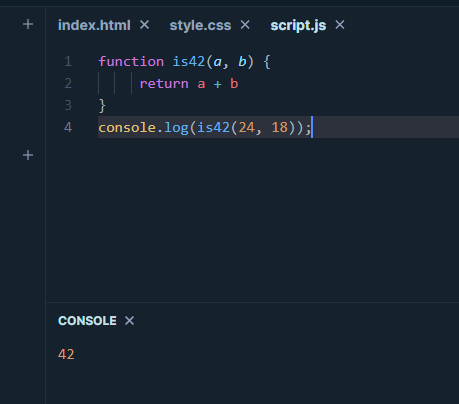 index.html × style.css × script.js ×
1 function is42(a, b) {
2 return a + b
3 }
4 console.log(is42(24, 18));
CONSOLE ×
42